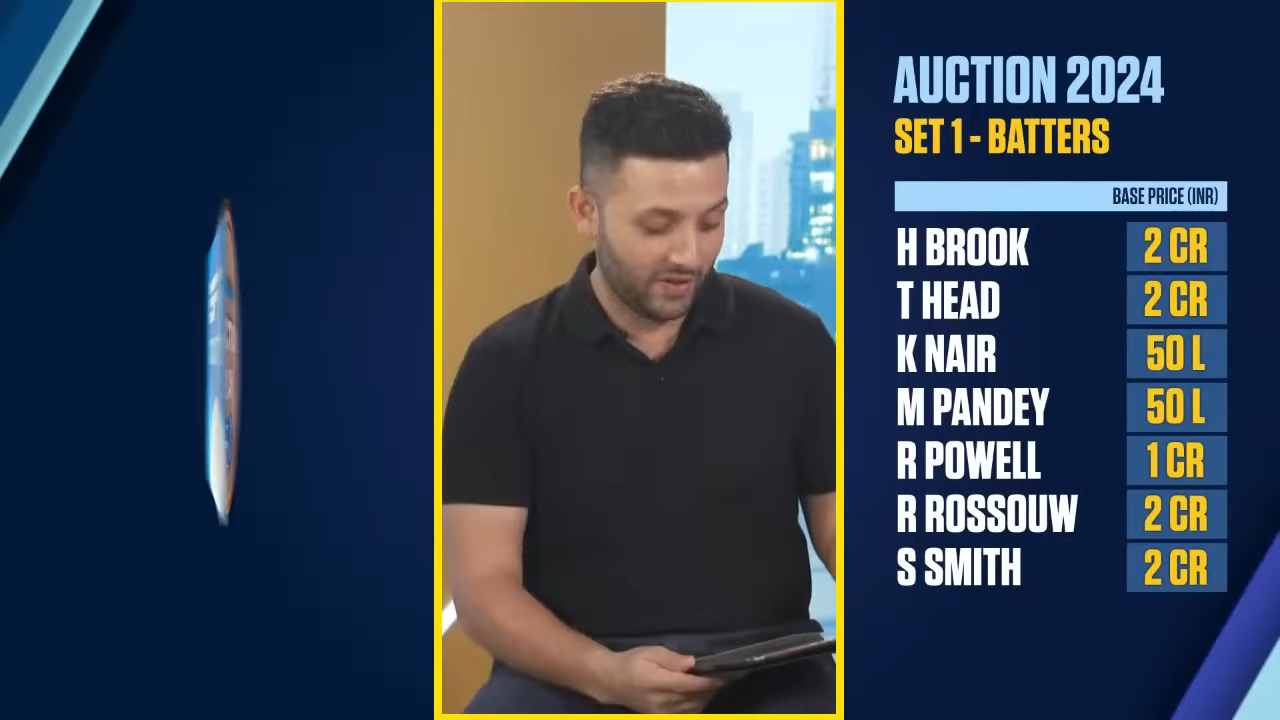 AUCTION 2024
SET 1 - BATTERS
BASE PRICE (INR)
H BROOK 2 CR
T HEAD 2 CR
K NAIR 50 L
M PANDEY 50 L
R POWELL 1 CR
R ROSSOUW 2 CR
S SMITH 2 CR